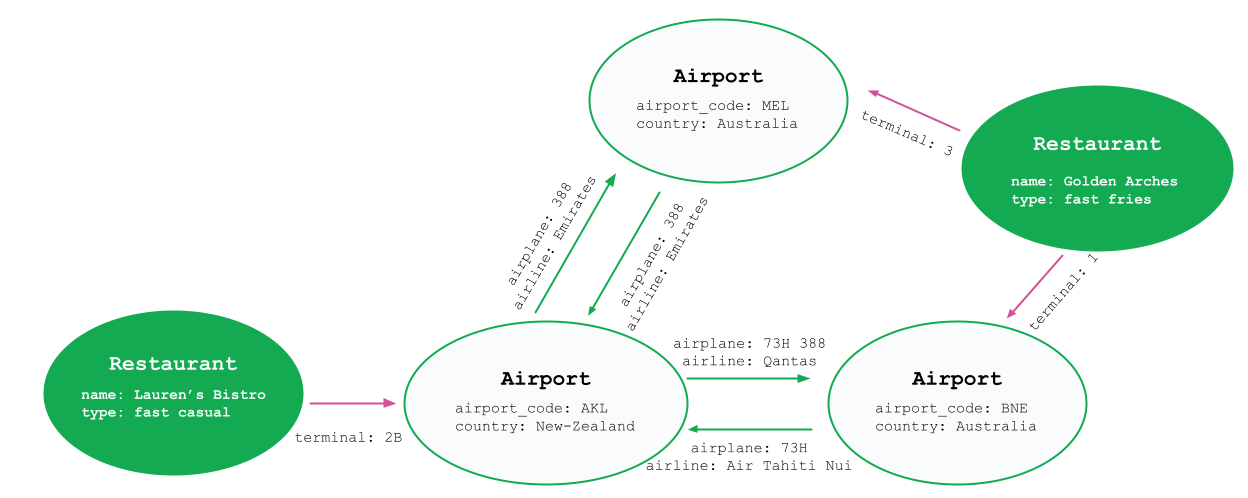 Airport
airport_code: MEL
country: Australia
terminal: 3
Restaurant
name: Golden Arches
type: fast fries
airplane: 388
airline: Emirates
airplane: 388
airline: Emirates
terminal: 1
Restaurant
name: Lauren’s Bistro
type: fast casual
terminal: 2B
Airport
airport_code: AKL
country: New-Zealand
airplane: 73H 388
airline: Qantas
airplane: 73H
airline: Air Tahiti Nui
Airport
airport_code: BNE
country: Australia